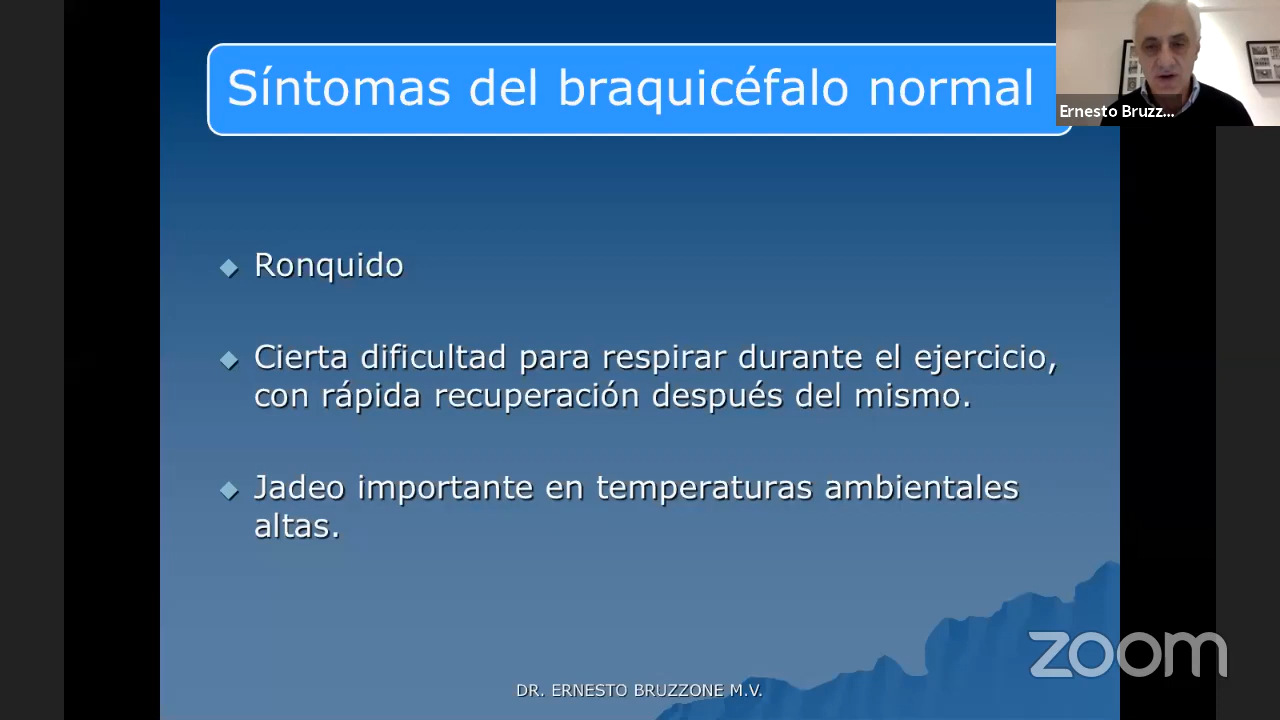 Síntomas del braquicéfalo normal
Ernesto Bruzz...
Ronquido
Cierta dificultad para respirar durante el ejercicio,
con rápida recuperación después del mismo.
Jadeo importante en temperaturas ambientales
altas.
zoom
DR. ERNESTO BRUZZONE M.V.